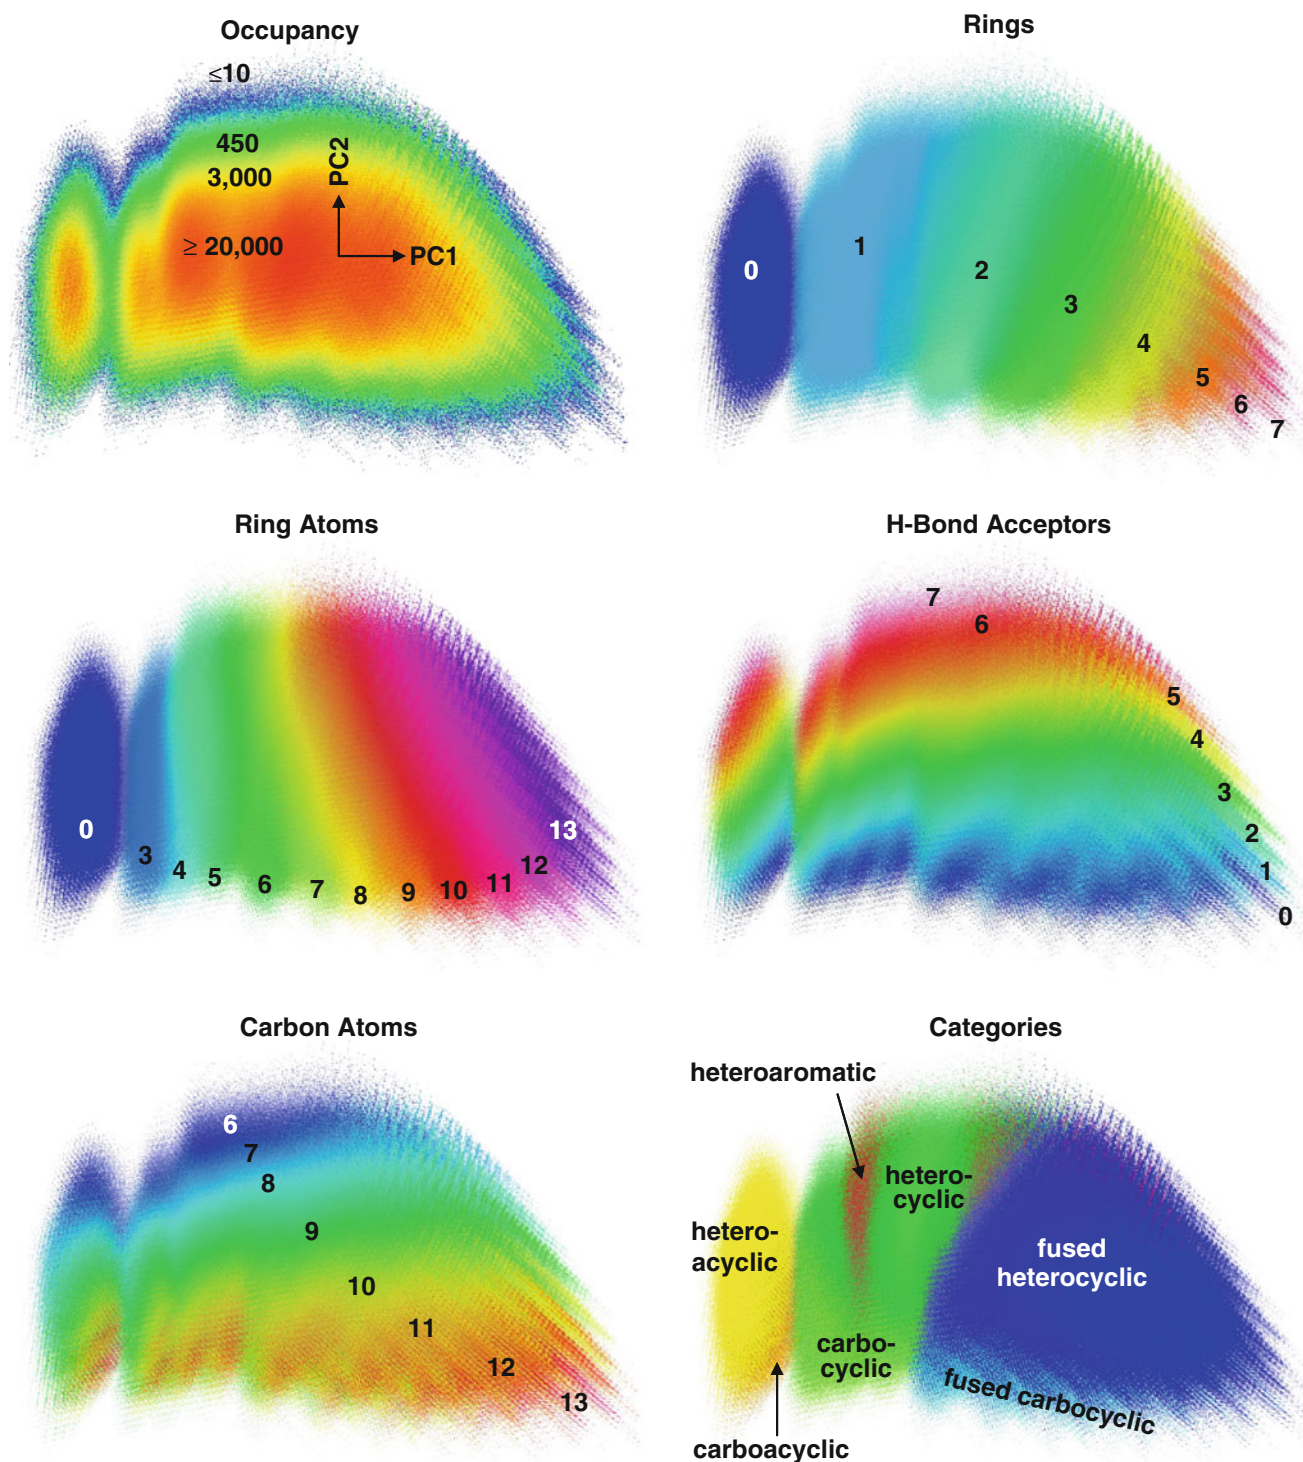 Occupancy
≤10
450
3,000
≥ 20,000
PC2
PC1
Rings
0
1
2
3
4
5
6
7
Ring Atoms
0
3
4
5
6
7
8
9
10
11
12
13
H-Bond Acceptors
7
6
5
4
3
2
1
0
Carbon Atoms
6
7
8
9
10
11
12
13
Categories
heteroaromatic
hetero-
cyclic
hetero-
acyclic
fused
heterocyclic
carbo-
cyclic
fused carbocyclic
carboacyclic